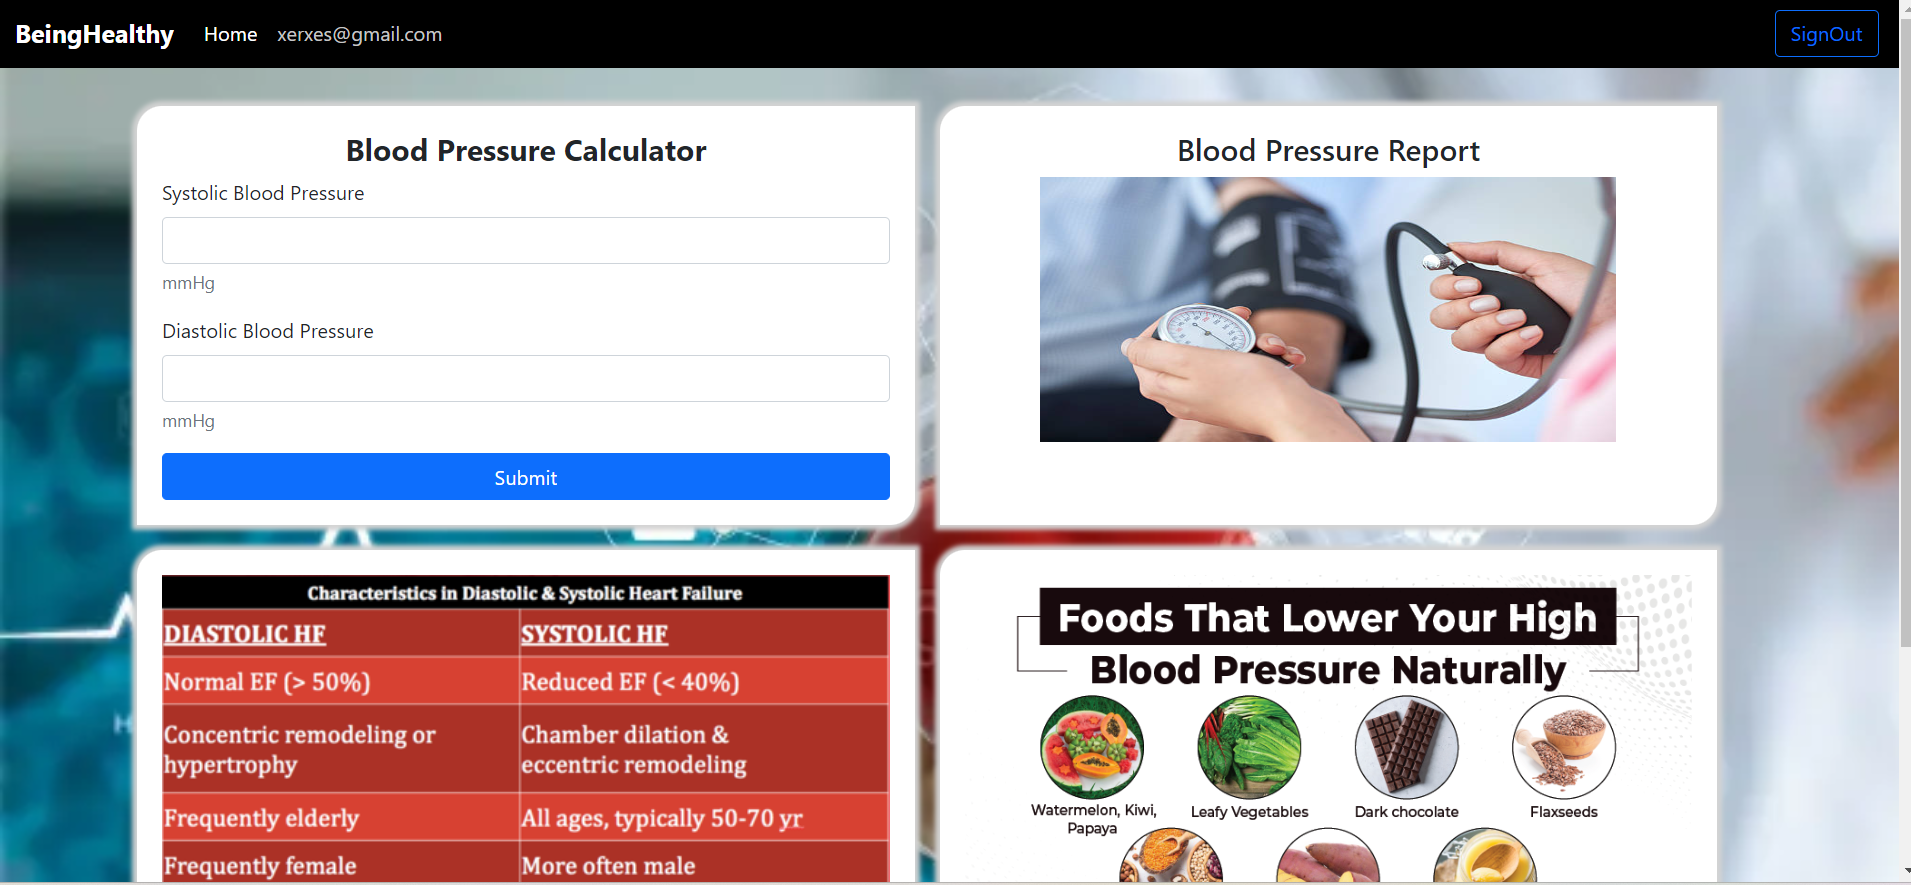 BeingHealthy Home xerxes@gmail.com SignOut
Blood Pressure Calculator
Systolic Blood Pressure
mmHg
Diastolic Blood Pressure
mmHg
Submit
Blood Pressure Report
Characteristics in Diastolic & Systolic Heart Failure
DIASTOLIC HF SYSTOLIC HF
Normal EF (> 50%) Reduced EF (< 40%)
Concentric remodeling or
hypertrophy
Chamber dilation &
eccentric remodeling
Frequently elderly All ages, typically 50-70 yr
Frequently female More often male
Foods That Lower Your High
Blood Pressure Naturally
Watermelon, Kiwi,
Papaya
Leafy Vegetables
Dark chocolate
Flaxseeds